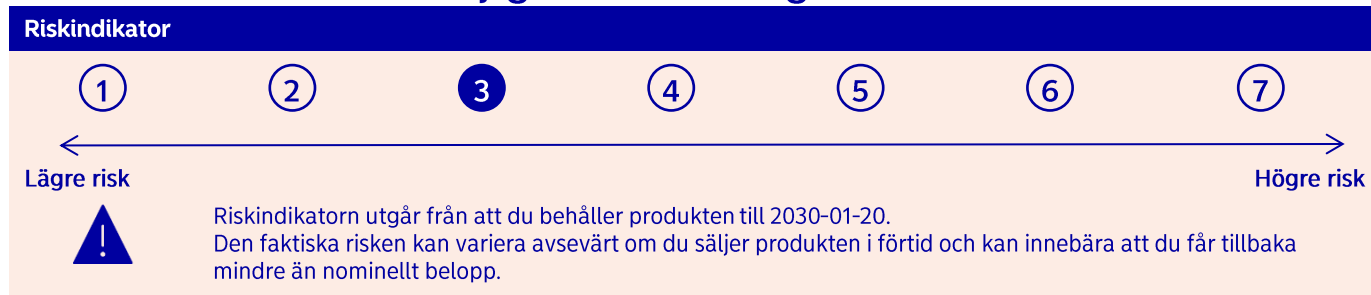 Riskindikator
1 2 3 4 5 6 7
Lägre risk Högre risk
Riskindikatorn utgår från att du behåller produkten till 2030-01-20.
Den faktiska risken kan variera avsevärt om du säljer produkten i förtid och kan innebära att du får tillbaka
mindre än nominellt belopp.